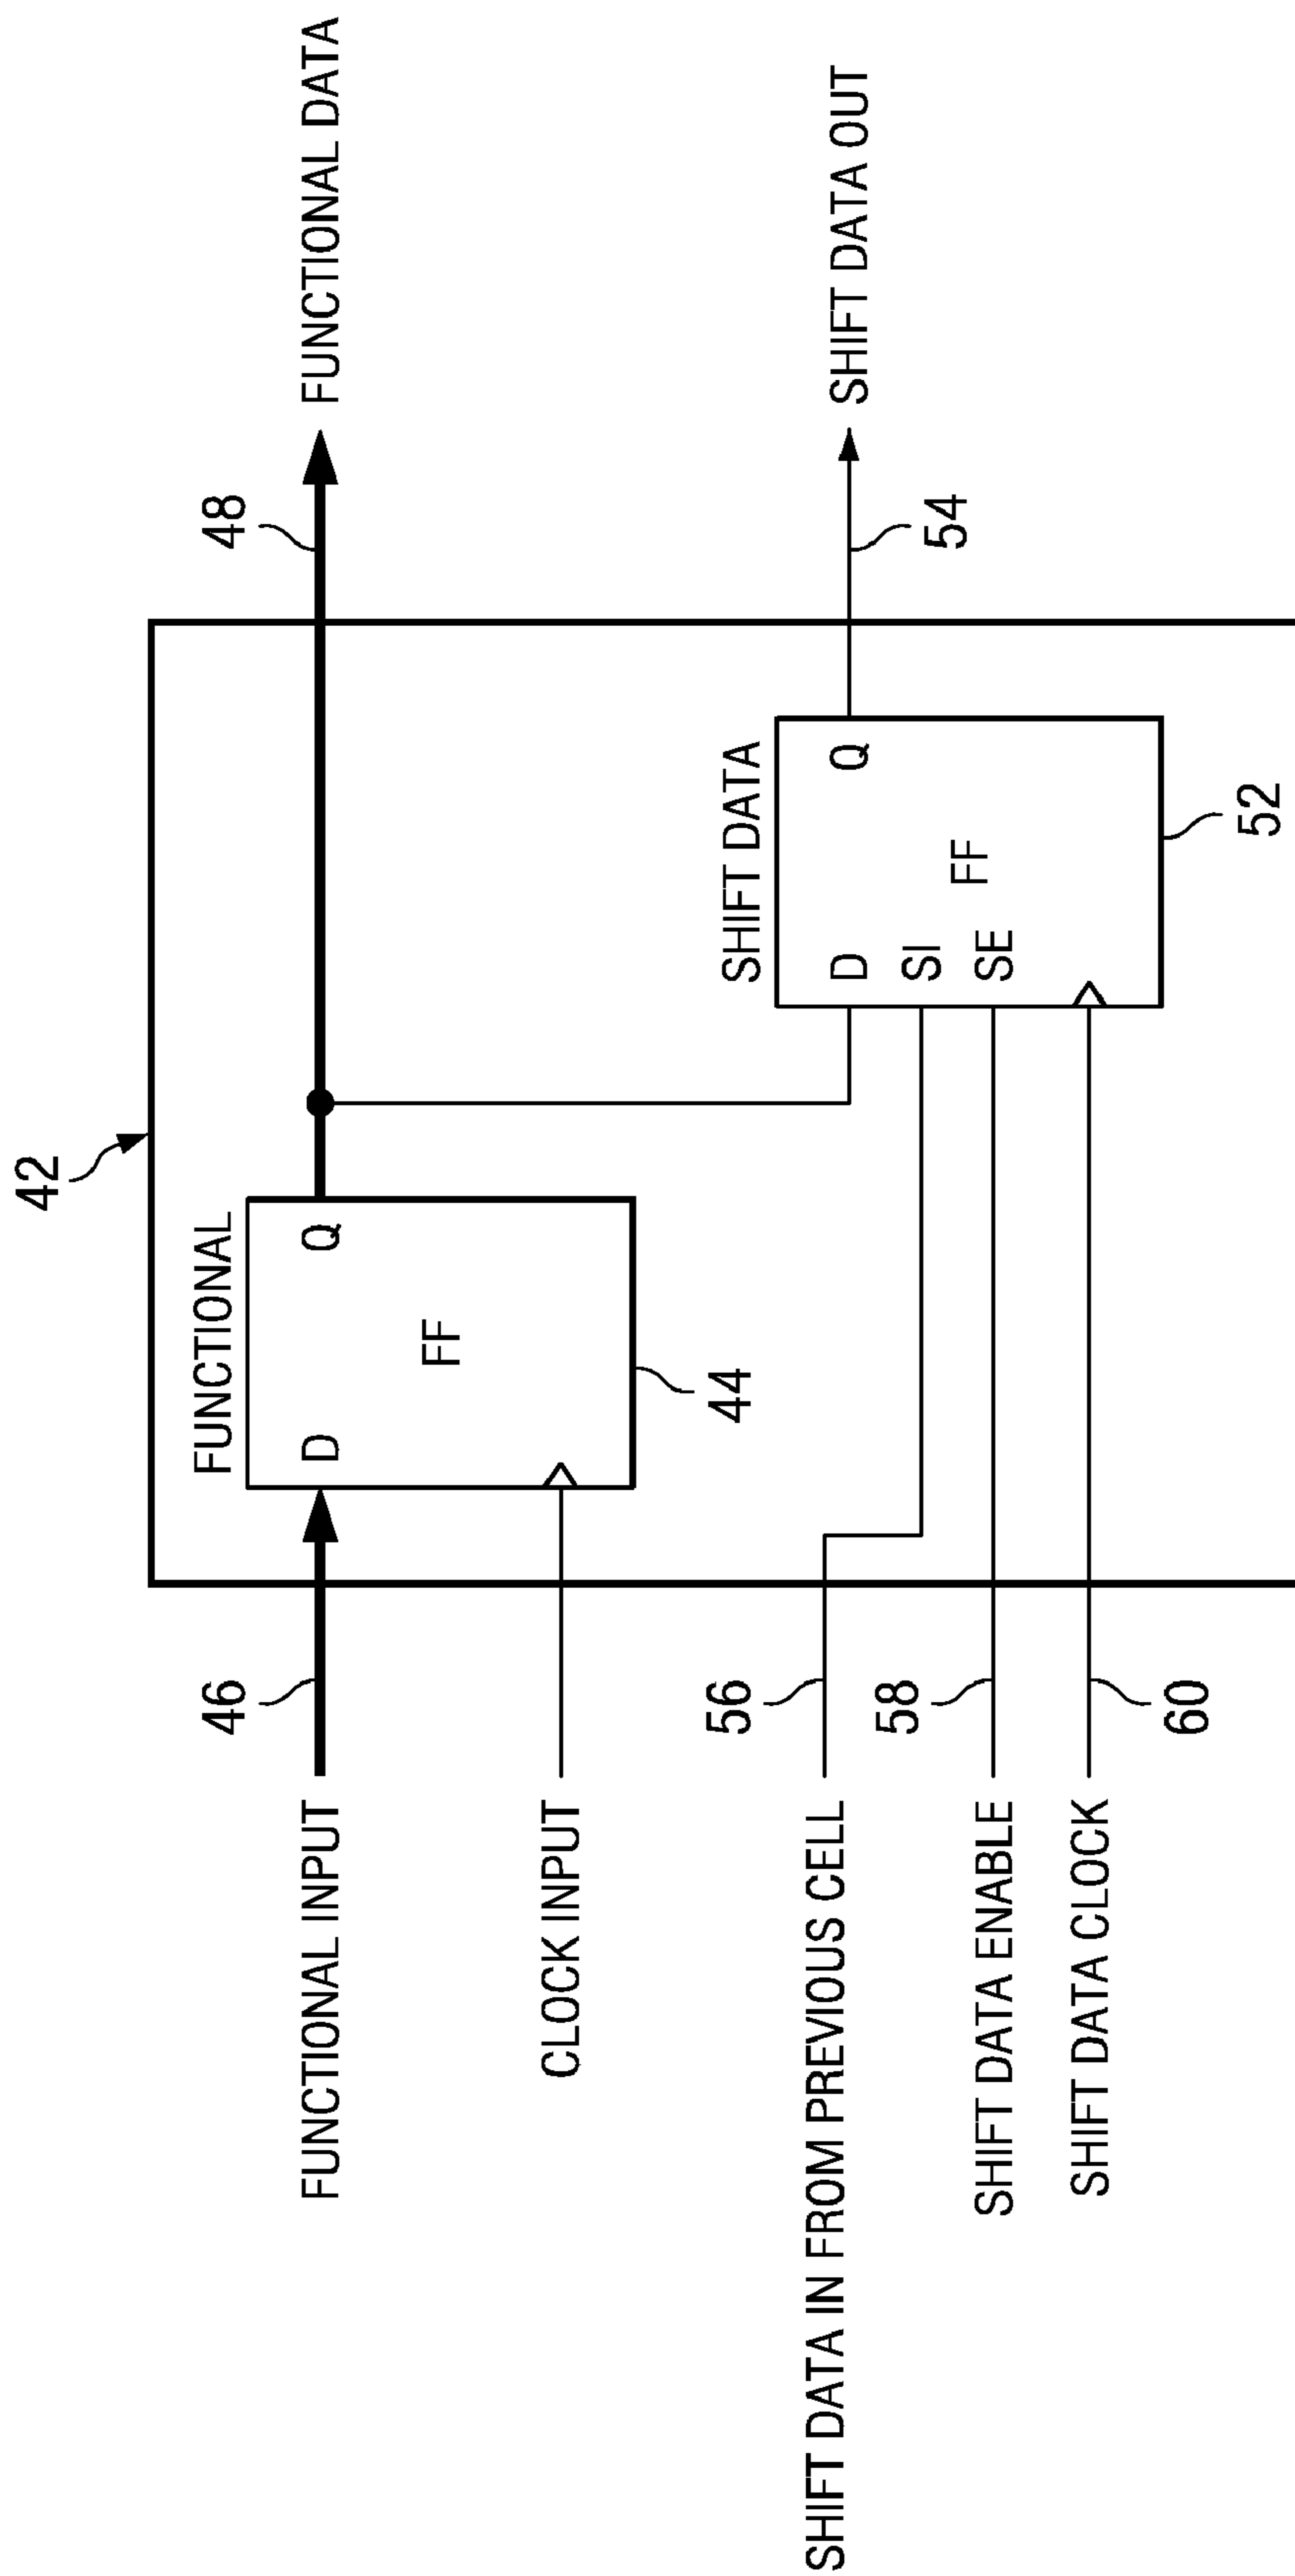 42
48
FUNCTIONAL
FUNCTIONAL DATA
46
FUNCTIONAL INPUT
D
Q
FF
CLOCK INPUT
44
SHIFT DATA
56
SHIFT DATA IN FROM PREVIOUS CELL
D
Q
SHIFT DATA OUT
SI
54
58
SHIFT DATA ENABLE
SE
FF
SHIFT DATA CLOCK
60
52